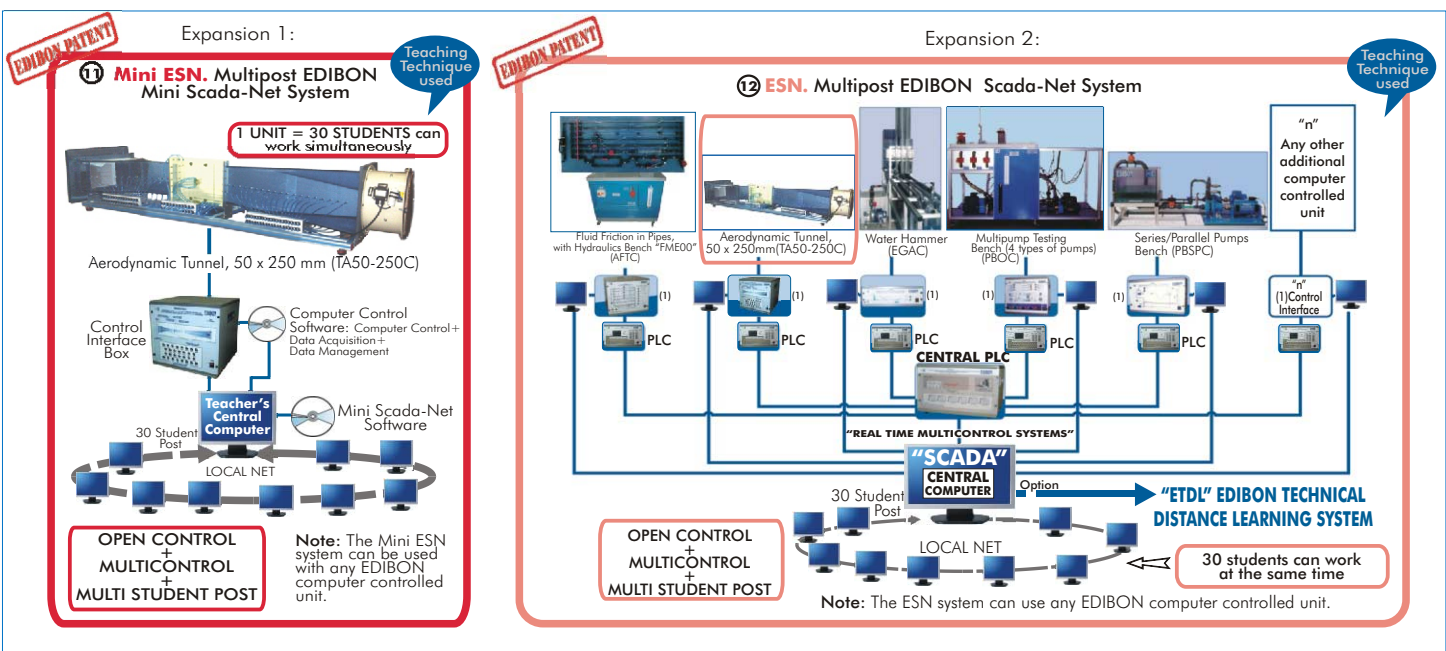 EDIBON PATENT
Expansion 1:
Teaching
Technique
used
11 Mini ESN. Multipost EDIBON
Mini Scada-Net System
1 UNIT = 30 STUDENTS can
work simultaneously
Aerodynamic Tunnel, 50 x 250 mm (TA50-250C)
Control
Interface
Box
Computer Control
Software: Computer Control+
Data Acquisition+
Data Management
Teacher's
Central
Computer
Mini Scada-Net
Software
30 Student
Post
LOCAL NET
OPEN CONTROL
+
MULTICONTROL
+
MULTI STUDENT POST
Note: The Mini ESN
system can be used
with any EDIBON
computer controlled
unit.
EDIBON PATENT
Expansion 2:
Teaching
Technique
used
12 ESN. Multipost EDIBON Scada-Net System
Fluid Friction in Pipes,
with Hydraulics Bench "FME00"
(AFTC)
Aerodynamic Tunnel,
50 x 250mm(TA50-250C)
Water Hammer
(EGAC)
Multipump Testing
Bench (4 types of pumps)
(PBOC)
Series/Parallel Pumps
Bench (PBSPC)
"n"
Any other
additional
computer
controlled
unit
(1)
(1)
(1)
(1)
(1)
"n"
(1)Control
Interface
PLC
PLC
PLC
PLC
PLC
CENTRAL PLC
"REAL TIME MULTICONTROL SYSTEMS"
"SCADA"
CENTRAL
COMPUTER
Option
"ETDL" EDIBON TECHNICAL
DISTANCE LEARNING SYSTEM
30 Student
Post
LOCAL NET
OPEN CONTROL
+
MULTICONTROL
+
MULTI STUDENT POST
30 students can work
at the same time
Note: The ESN system can use any EDIBON computer controlled unit.